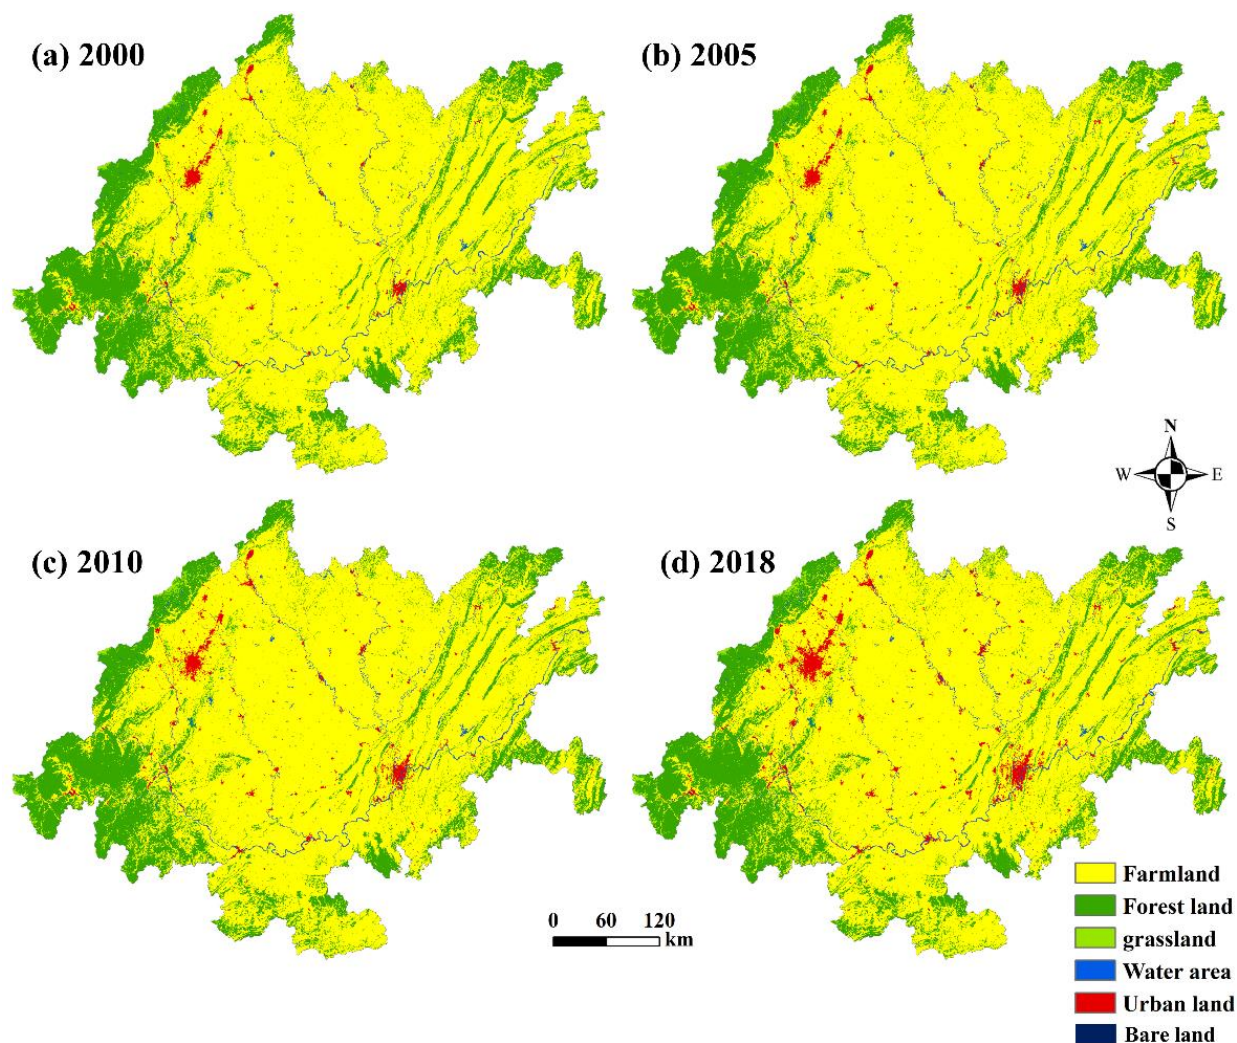 (a) 2000
(b) 2005
N
W E
S
(c) 2010
(d) 2018
0 60 120
km
Farmland
Forest land
grassland
Water area
Urban land
Bare land